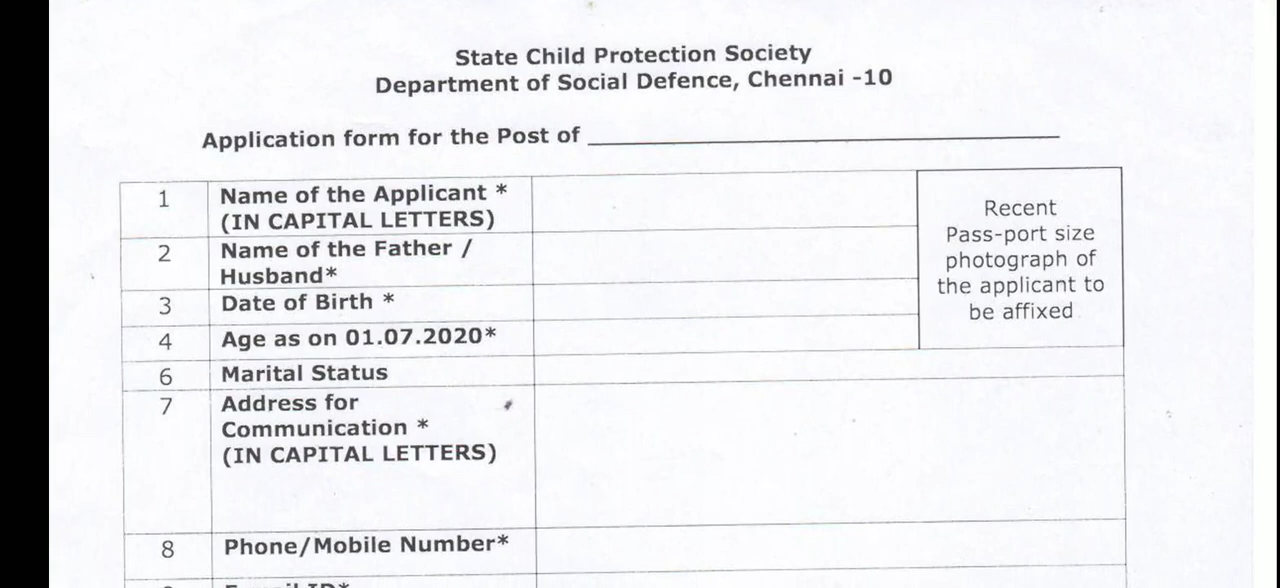 State Child Protection Society
Department of Social Defence, Chennai -10
Application form for the Post of
1 Name of the Applicant *
(IN CAPITAL LETTERS)
Recent
Pass-port size
photograph of
the applicant to
be affixed
2 Name of the Father /
Husband*
3 Date of Birth *
4 Age as on 01.07.2020*
6 Marital Status
7 Address for
Communication *
(IN CAPITAL LETTERS)
8 Phone/Mobile Number*